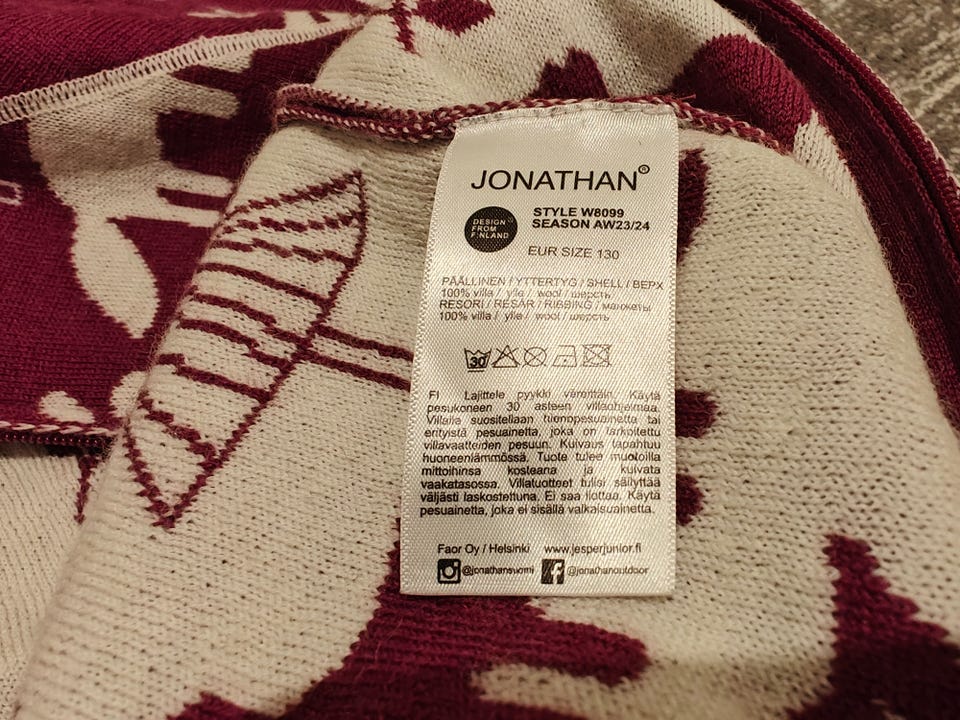 JONATHAN®
DESIGN
FROM
FINLAND
STYLE W8099
SEASON AW23/24
EUR SIZE 130
PÄÄLLINEN / YTTERTYG / SHELL / ВЕРХ
100% villa / ylle / wool / шерсть
RESORI / RESÅR / RIBBING / манжеты
100% villa / ylle / wool / шерсть
30
FI Lajittele pyykki väreittäin. Käytä
pesukoneen 30 asteen villaohjelmaa.
Villalle suositellaan hienopesuainetta tai
erityistä pesuainetta, joka on tarkoitettu
villavaatteiden pesuun. Kuivaus tapahtuu
huoneenlämmössä. Tuote tulee muotoilla
mittoihinsa kosteana ja kuivata
vaakatasossa. Villatuotteet tulisi säilyttää
väljästi laskostettuna. Ei saa liottaa. Käytä
pesuainetta, joka ei sisällä valkaisuainetta.
Faor Oy / Helsinki www.jesperjunior.fi
@jonathansuomi f @jonathanoutdoor